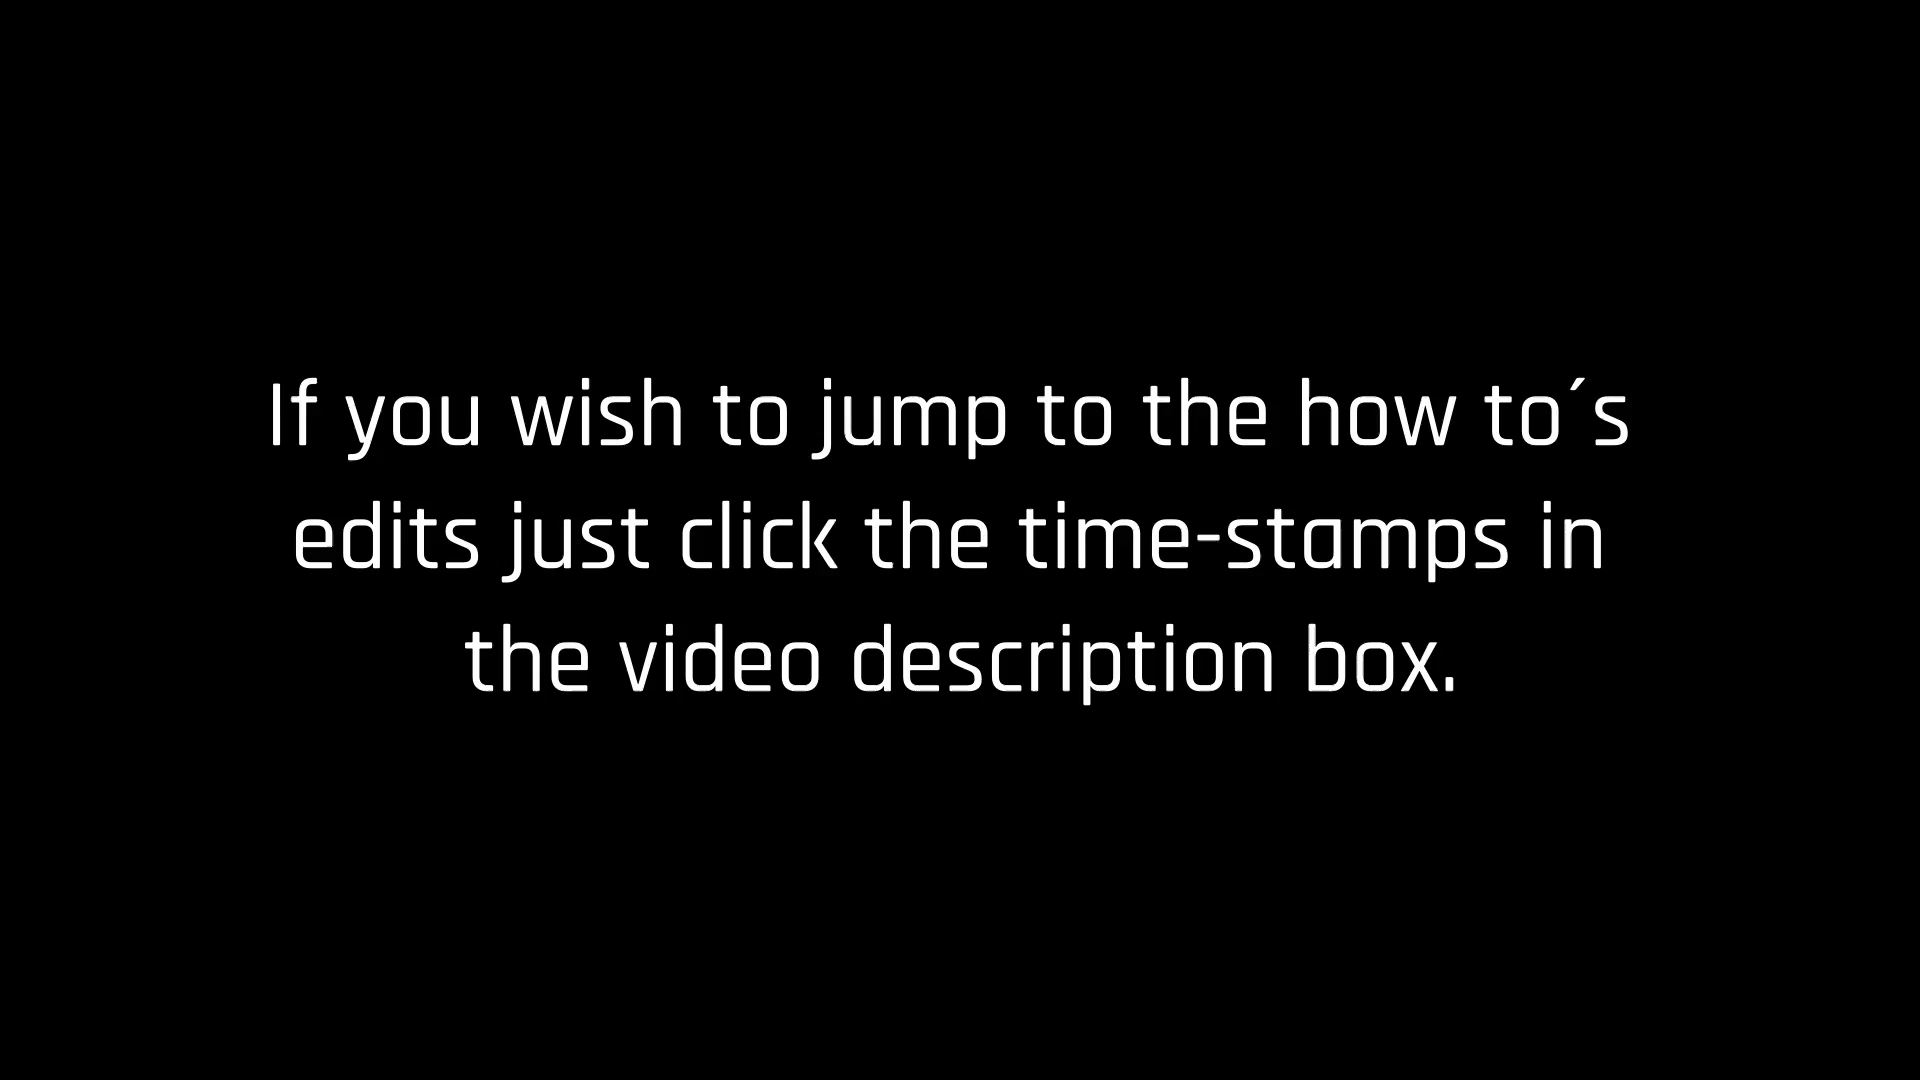 If you wish to jump to the how to´s
edits just click the time-stamps in
the video description box.